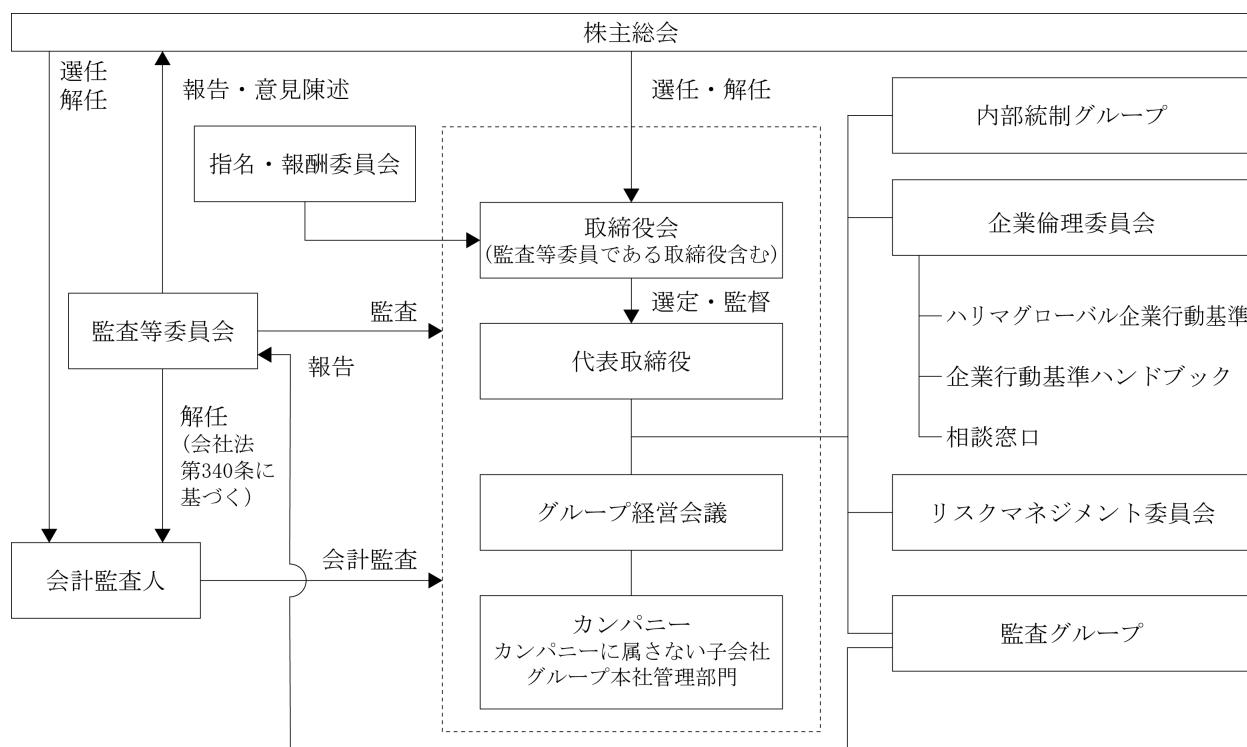 株主総会
選任
解任
報告・意見陳述
選任・解任
内部統制グループ
指名・報酬委員会
取締役会
(監査等委員である取締役含む)
企業倫理委員会
監査等委員会
監査
選定・監督
代表取締役
ハリマグローバル企業行動基準
報告
企業行動基準ハンドブック
解任
(会社法
第340条に
基づく)
相談窓口
グループ経営会議
リスクマネジメント委員会
会計監査人
会計監査
カンパニー
カンパニーに属さない子会社
グループ本社管理部門
監査グループ